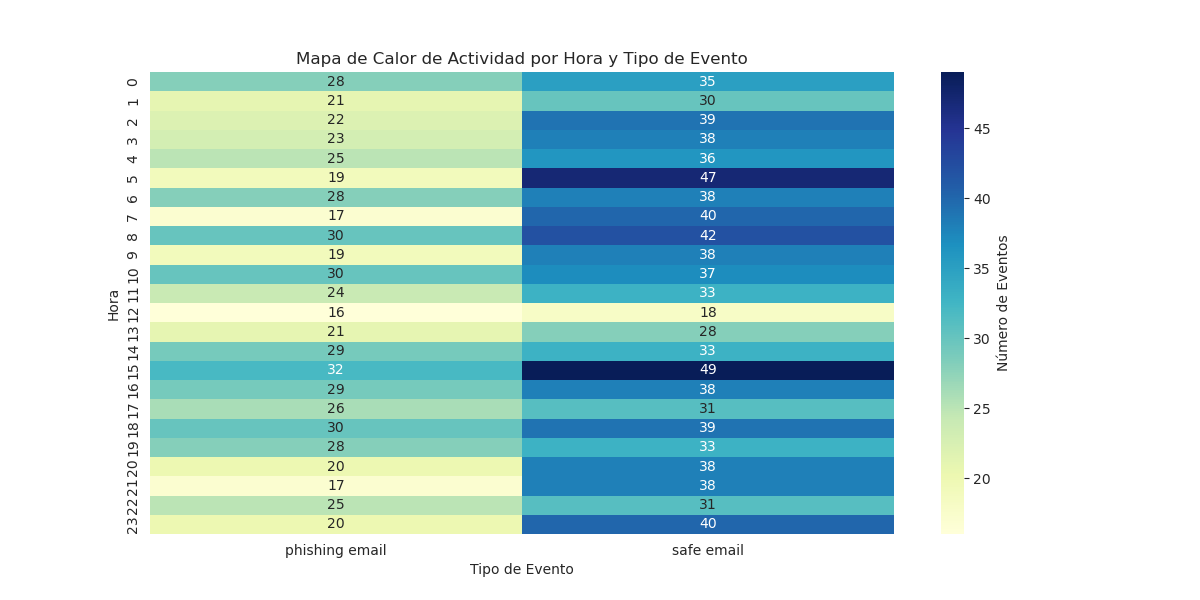 Mapa de Calor de Actividad por Hora y Tipo de Evento
0 28 35
1 21 30
2 22 39
3 23 38
4 25 36
5 19 47
6 28 38
7 17 40
8 30 42
9 19 38
10 30 37
11 24 33
12 16 18
13 21 28
14 29 33
15 32 49
16 29 38
17 26 31
18 30 39
19 28 33
20 20 38
21 17 38
22 25 31
23 20 40
Hora
phishing email safe email
Tipo de Evento
45
40
35
30
25
20
Número de Eventos